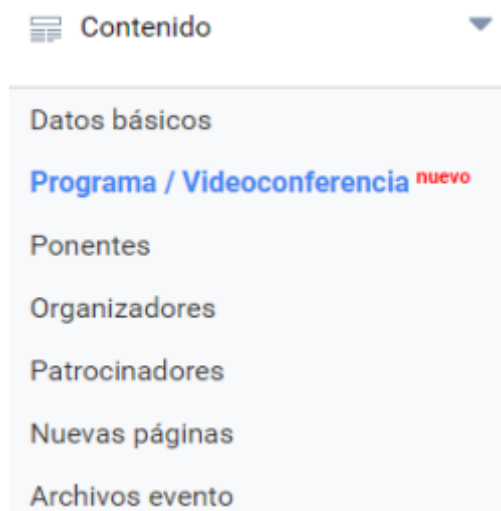 Contenido
Datos básicos
Programa / Videoconferencia nuevo
Ponentes
Organizadores
Patrocinadores
Nuevas páginas
Archivos evento